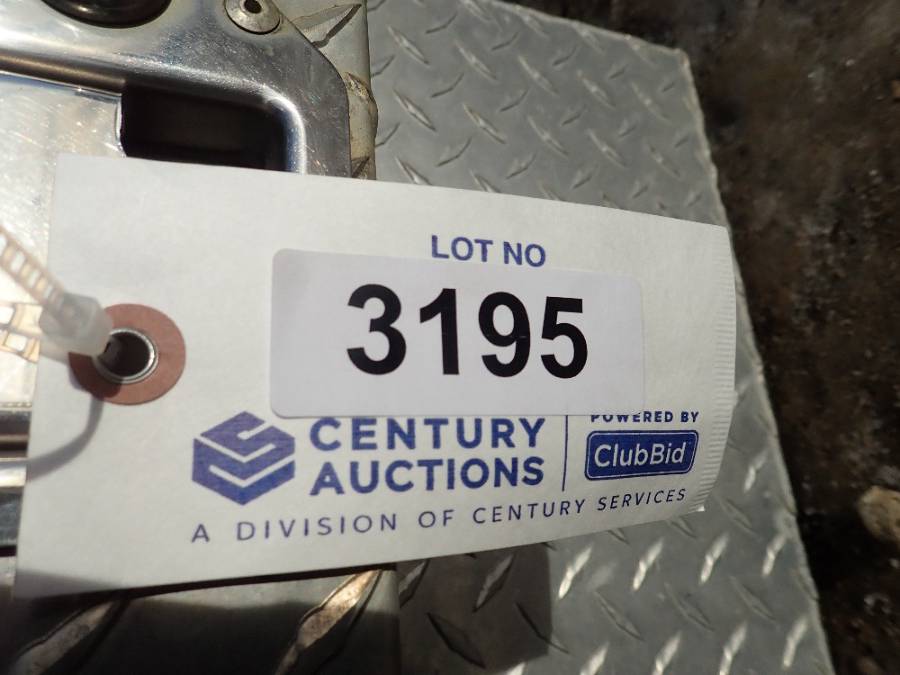 LOT NO
3195
CENTURY
AUCTIONS
POWERED BY
ClubBid
A DIVISION OF CENTURY SERVICES